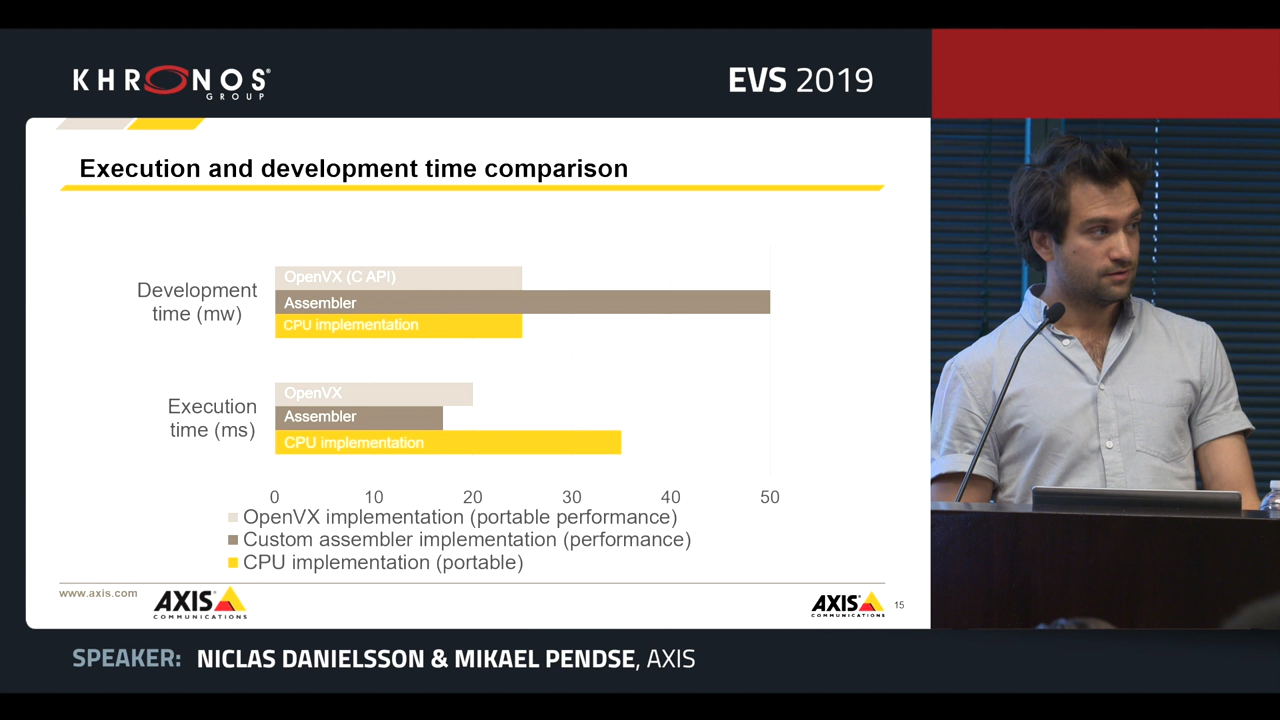 KHRONOS®
GROUP
EVS 2019
Execution and development time comparison
Development
time (mw)
OpenVX (C API)
Assembler
CPU implementation
Execution
time (ms)
OpenVX
Assembler
CPU implementation
0 10 20 30 40 50
OpenVX implementation (portable performance)
Custom assembler implementation (performance)
CPU implementation (portable)
www.axis.com
AXIS
COMMUNICATIONS
AXIS
COMMUNICATIONS
15
SPEAKER: NICLAS DANIELSSON & MIKAEL PENDSE, AXIS